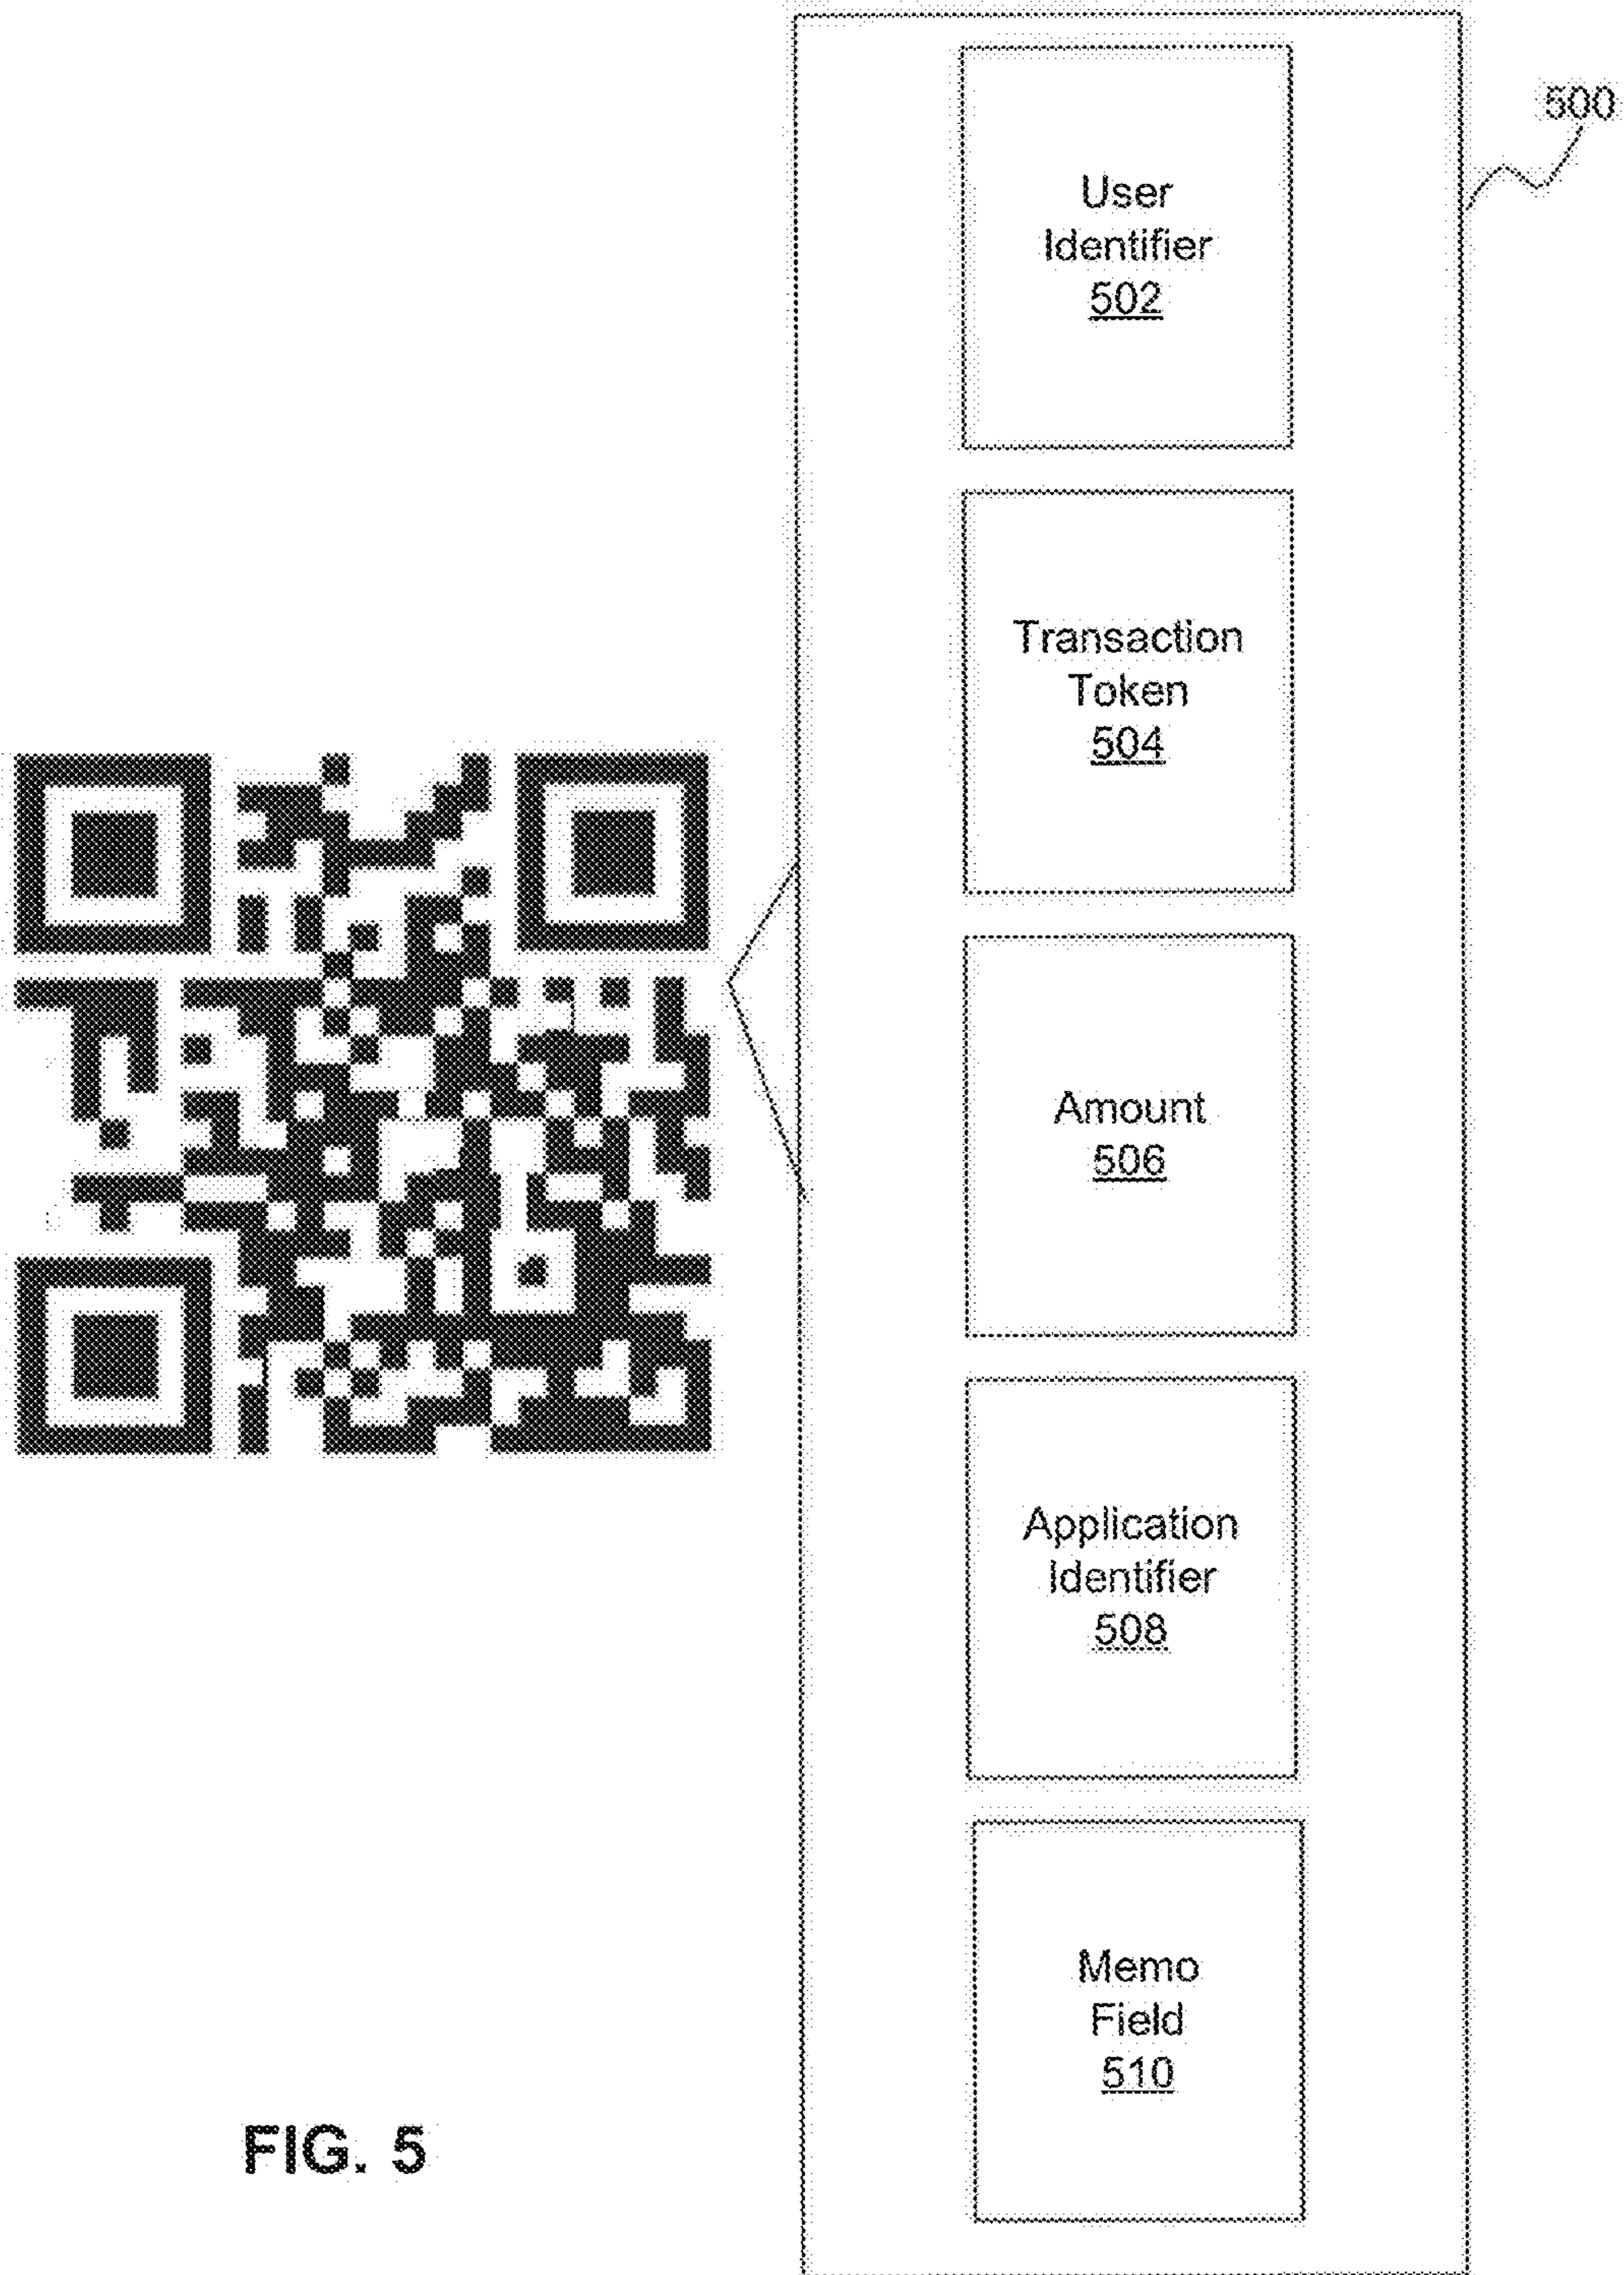 500
User
Identifier
502
Transaction
Token
504
Amount
506
Application
Identifier
508
Memo
Field
510
FIG. 5